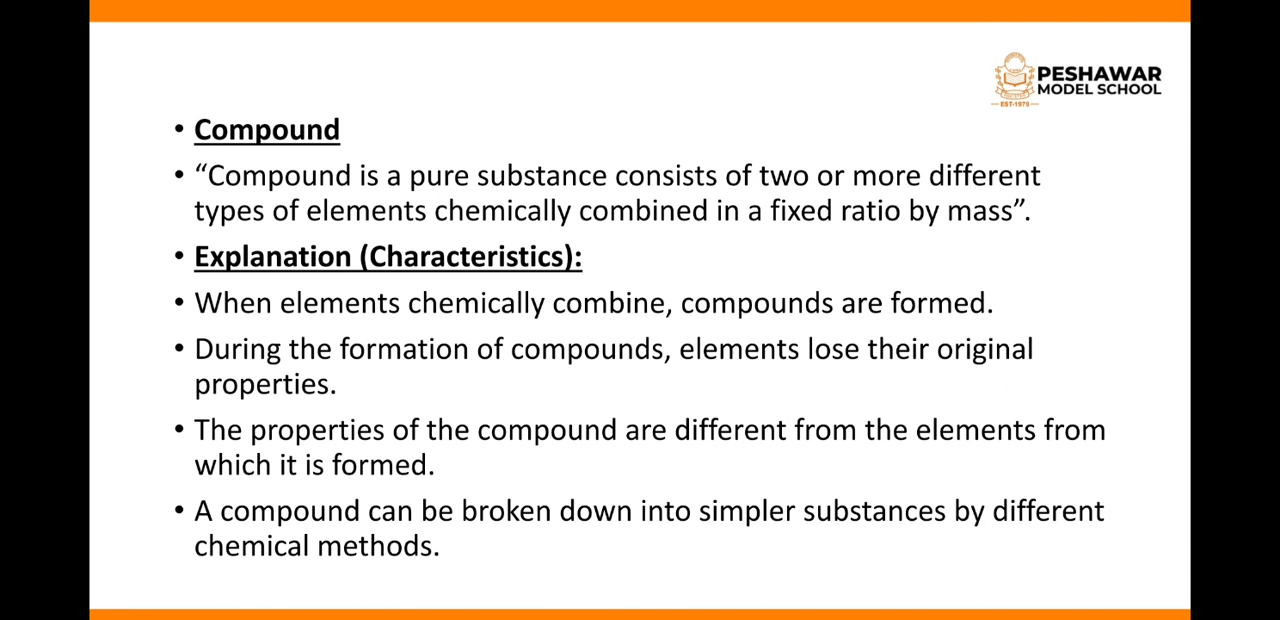 PESHAWAR
MODEL SCHOOL
EST-1979
• Compound
• “Compound is a pure substance consists of two or more different
types of elements chemically combined in a fixed ratio by mass”.
• Explanation (Characteristics):
• When elements chemically combine, compounds are formed.
• During the formation of compounds, elements lose their original
properties.
• The properties of the compound are different from the elements from
which it is formed.
• A compound can be broken down into simpler substances by different
chemical methods.